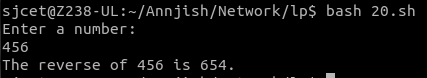 sjcet@Z238-UL:~/Annjish/Network/lp$ bash 20.sh
Enter a number:
456
The reverse of 456 is 654.